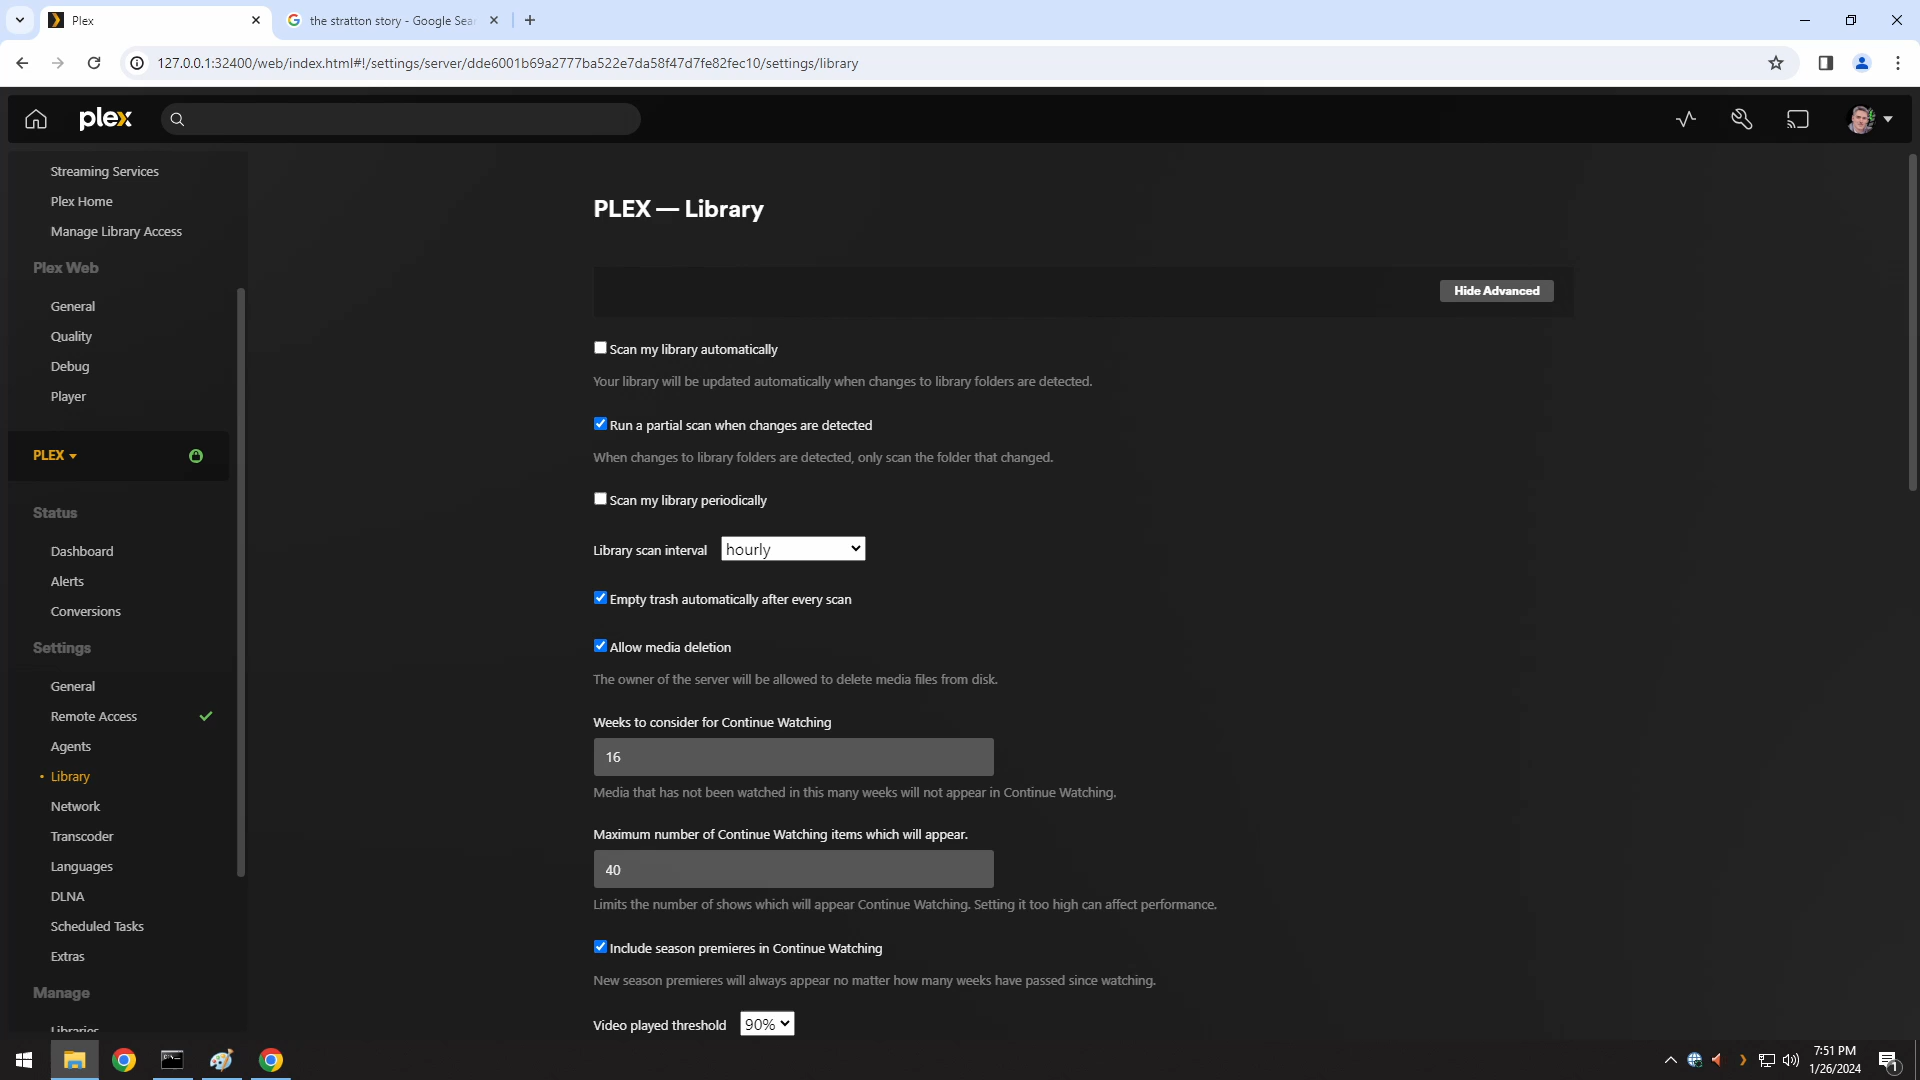 Plex
the stratton story - Google Sea
127.0.0.1:32400/web/index.html#!/settings/server/dde6001b69a2777ba522e7da58f47d7fe82fec10/settings/library
plex
Streaming Services
Plex Home
Manage Library Access
Plex Web
General
Quality
Debug
Player
PLEX
Status
Dashboard
Alerts
Conversions
Settings
General
Remote Access
Agents
• Library
Network
Transcoder
Languages
DLNA
Scheduled Tasks
Extras
Manage
Libraries
PLEX — Library
Hide Advanced
Scan my library automatically
Your library will be updated automatically when changes to library folders are detected.
Run a partial scan when changes are detected
When changes to library folders are detected, only scan the folder that changed.
Scan my library periodically
Library scan interval hourly
Empty trash automatically after every scan
Allow media deletion
The owner of the server will be allowed to delete media files from disk.
Weeks to consider for Continue Watching
16
Media that has not been watched in this many weeks will not appear in Continue Watching.
Maximum number of Continue Watching items which will appear.
40
Limits the number of shows which will appear Continue Watching. Setting it too high can affect performance.
Include season premieres in Continue Watching
New season premieres will always appear no matter how many weeks have passed since watching.
Video played threshold 90%
7:51 PM
1/26/2024
1